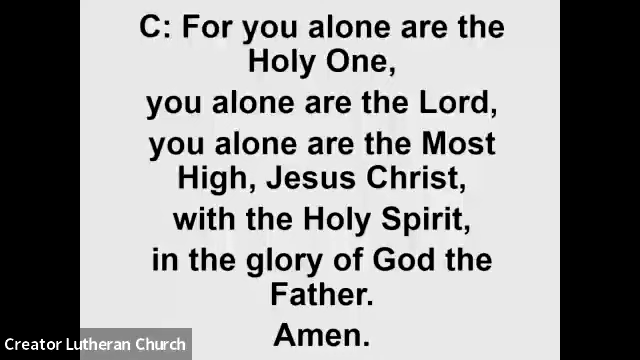 C: For you alone are the
Holy One,
you alone are the Lord,
you alone are the Most
High, Jesus Christ,
with the Holy Spirit,
in the glory of God the
Father.
Amen.
Creator Lutheran Church